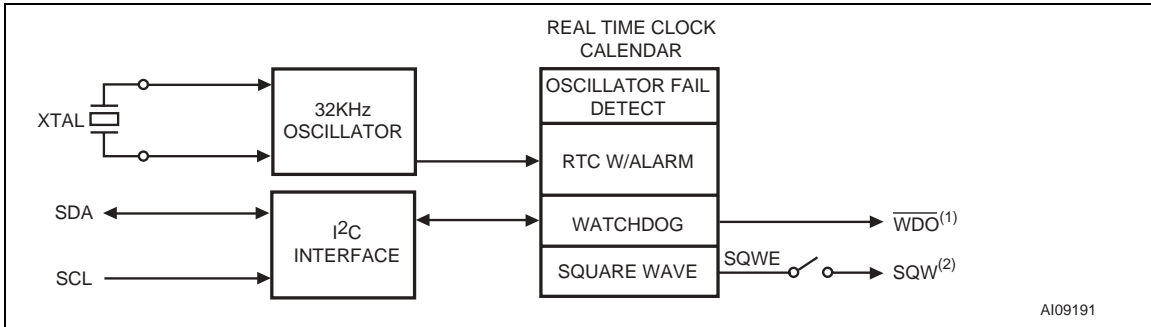 REAL TIME CLOCK
CALENDAR
OSCILLATOR FAIL
DETECT
XTAL
32KHz
OSCILLATOR
RTC W/ALARM
SDA
I2C
INTERFACE
WATCHDOG
WDO(1)
SCL
SQUARE WAVE
SQWE
SQW(2)
AI09191